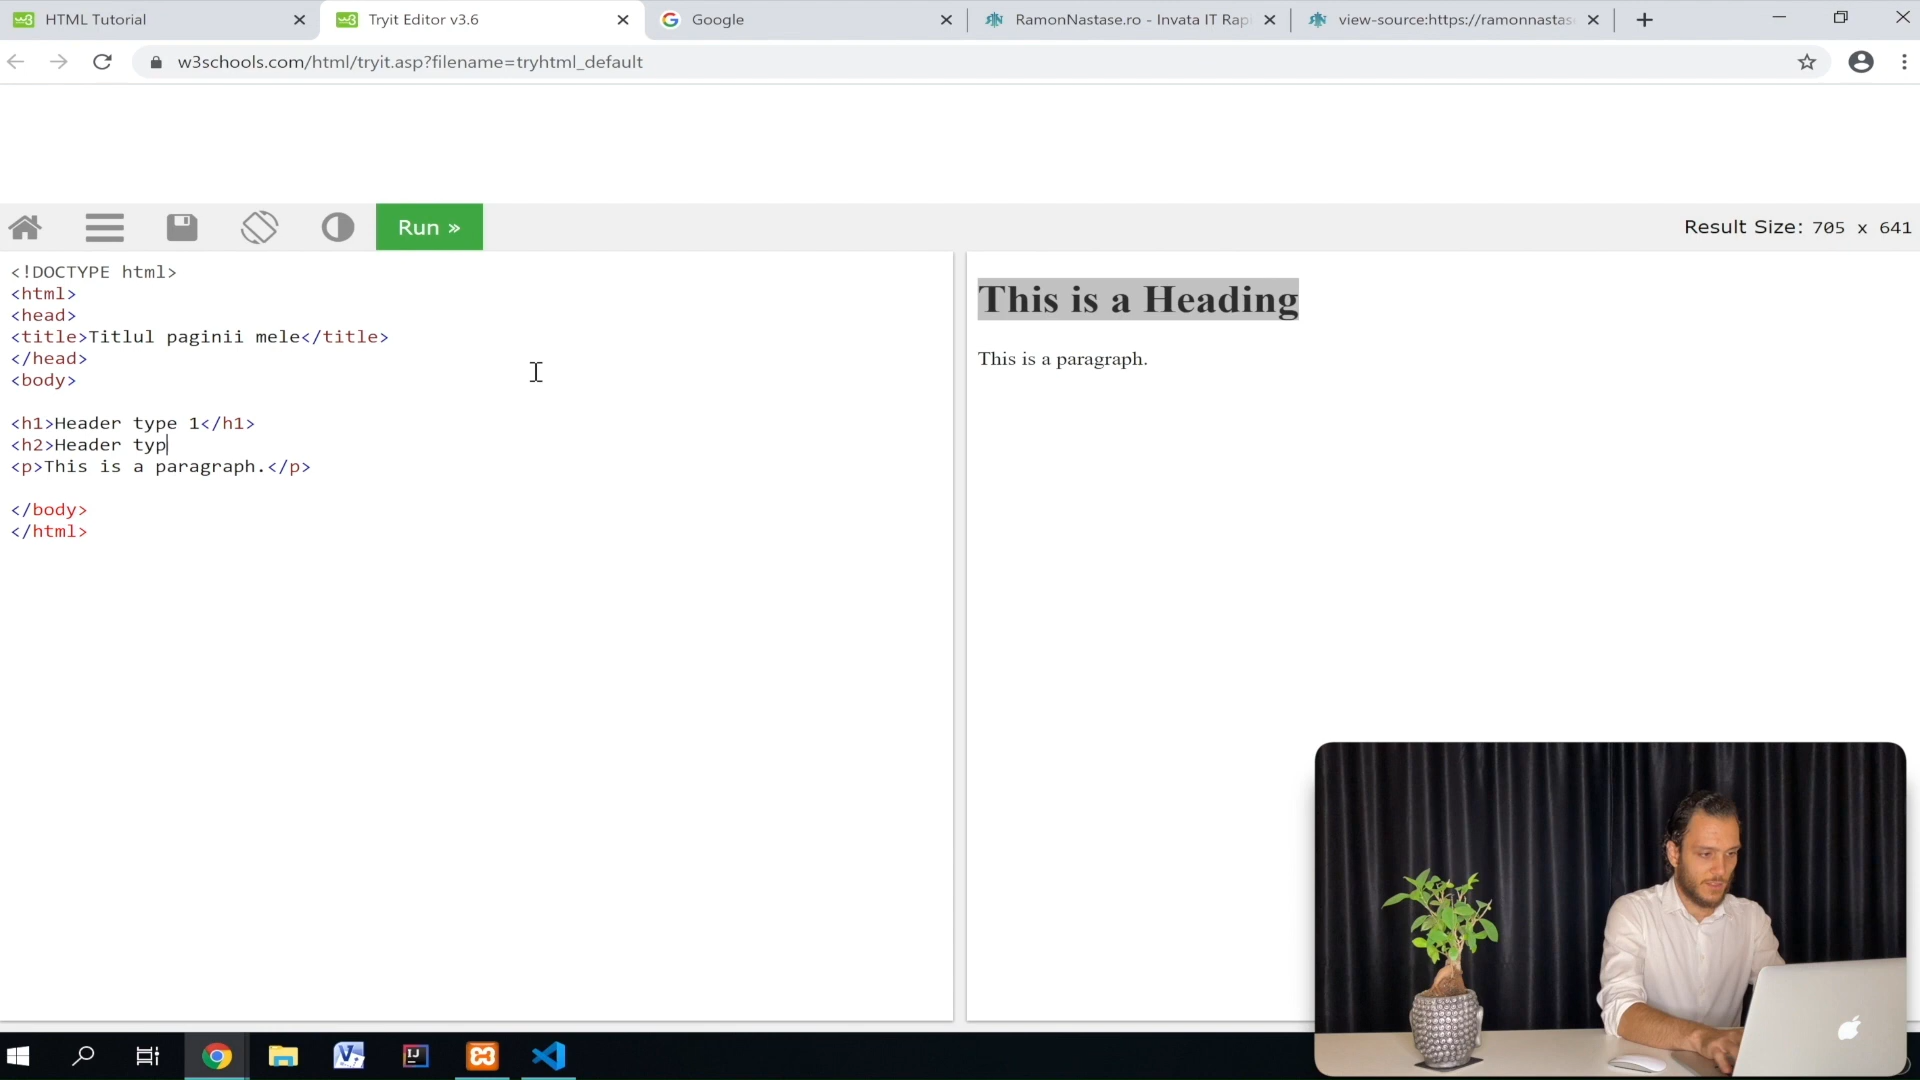 HTML Tutorial
Tryit Editor v3.6
Google
RamonNastase.ro - Invata IT Rap
view-source:https://ramonnastas
w3schools.com/html/tryit.asp?filename=tryhtml_default
Run »
Result Size: 705 x 641
<!DOCTYPE html>
<html>
<head>
<title>Titlul paginii mele</title>
</head>
<body>
<h1>Header type 1</h1>
<h2>Header typ
<p>This is a paragraph.</p>
</body>
</html>
This is a Heading
This is a paragraph.